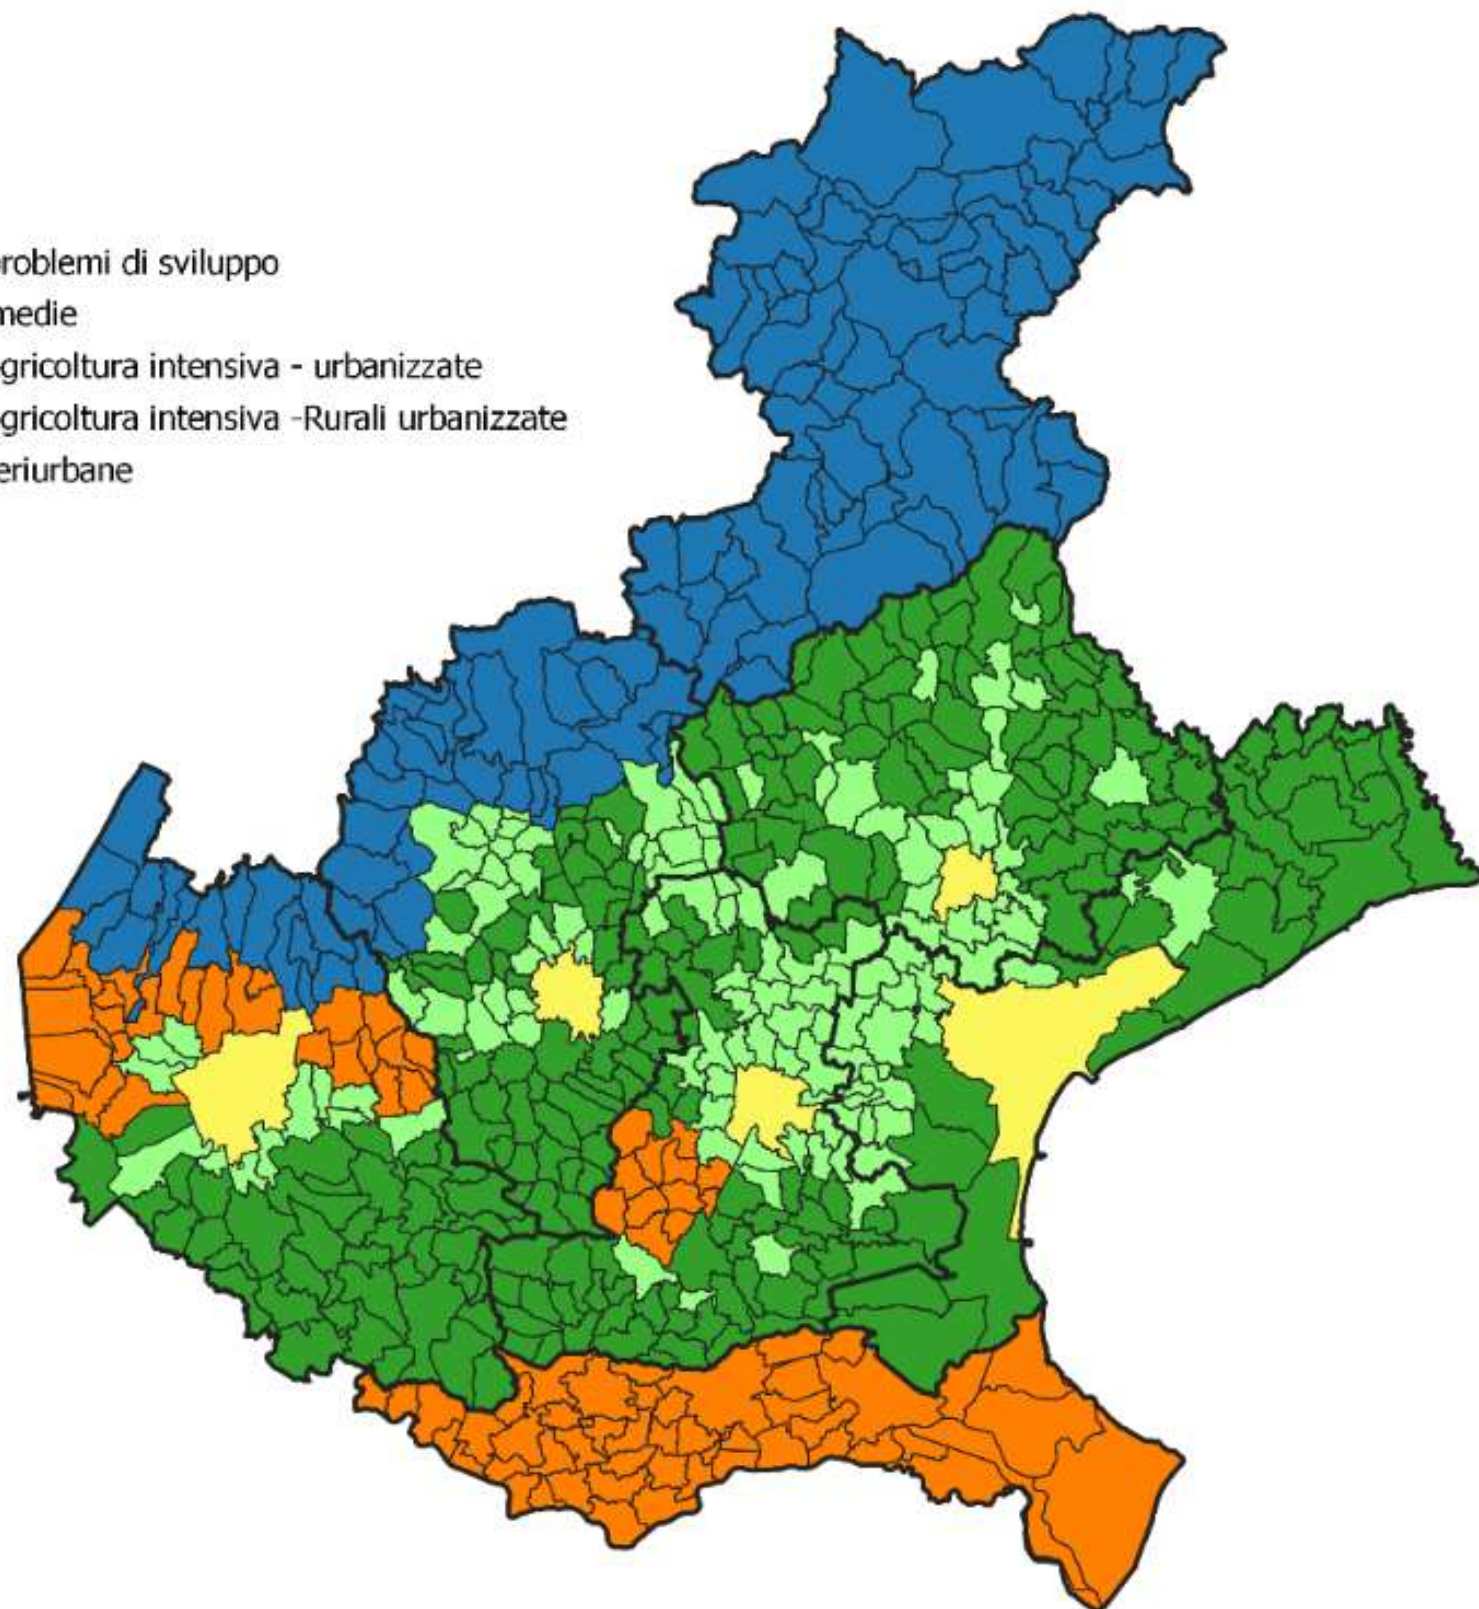 roblemi di sviluppo
medie
gricoltura intensiva - urbanizzate
gricoltura intensiva -Rurali urbanizzate
eriurbane